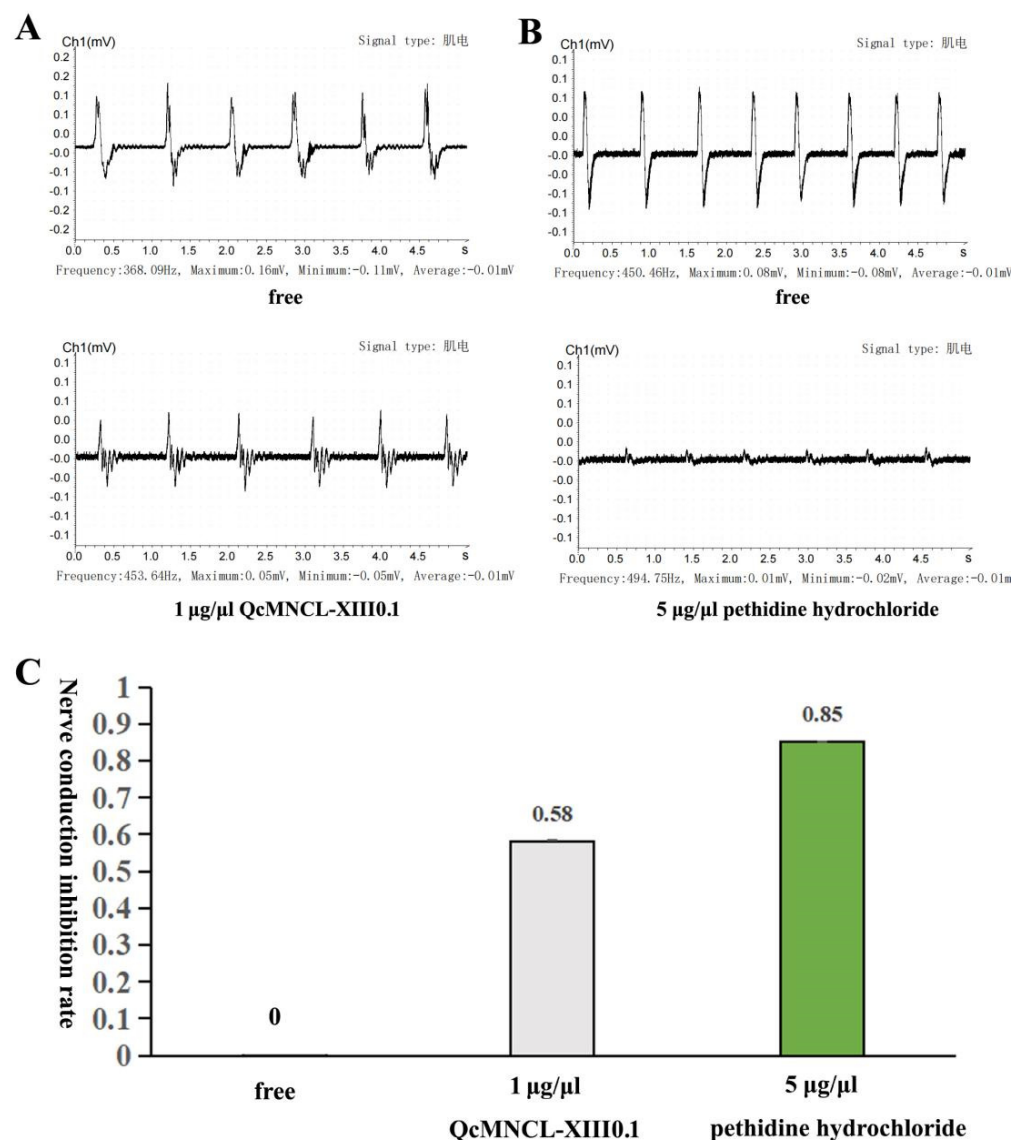 A
Ch1(mV)
Signal type: 肌电
0.2
0.2
0.1
0.1
0.0
-0.0
-0.1
-0.1
-0.2
-0.2
0.0 0.5 1.0 1.5 2.0 2.5 3.0 3.5 4.0 4.5 s
Frequency:368.09Hz, Maximum:0.16mV, Minimum:-0.11mV, Average:-0.01mV
free
B
Ch1(mV)
Signal type: 肌电
0.1
0.1
0.1
0.0
0.0
-0.0
-0.0
-0.1
-0.1
-0.1
0.0 0.5 1.0 1.5 2.0 2.5 3.0 3.5 4.0 4.5 s
Frequency:450.46Hz, Maximum:0.08mV, Minimum:-0.08mV, Average:-0.01mV
free
Ch1(mV)
Signal type: 肌电
0.1
0.1
0.1
0.0
0.0
-0.0
-0.0
-0.1
-0.1
-0.1
0.0 0.5 1.0 1.5 2.0 2.5 3.0 3.5 4.0 4.5 s
Frequency:453.64Hz, Maximum:0.05mV, Minimum:-0.05mV, Average:-0.01mV
1 μg/μl QcMNCL-XIII0.1
Ch1(mV)
Signal type: 肌电
0.1
0.1
0.1
0.0
0.0
-0.0
-0.0
-0.1
-0.1
-0.1
0.0 0.5 1.0 1.5 2.0 2.5 3.0 3.5 4.0 4.5 s
Frequency:494.75Hz, Maximum:0.01mV, Minimum:-0.02mV, Average:-0.01m
5 μg/μl pethidine hydrochloride
C
Nerve conduction inhibition rate
1
0.9
0.8
0.7
0.6
0.5
0.4
0.3
0.2
0.1
0
0
0.58
0.85
free
1 μg/μl
QcMNCL-XIII0.1
5 μg/μl
pethidine hydrochloride